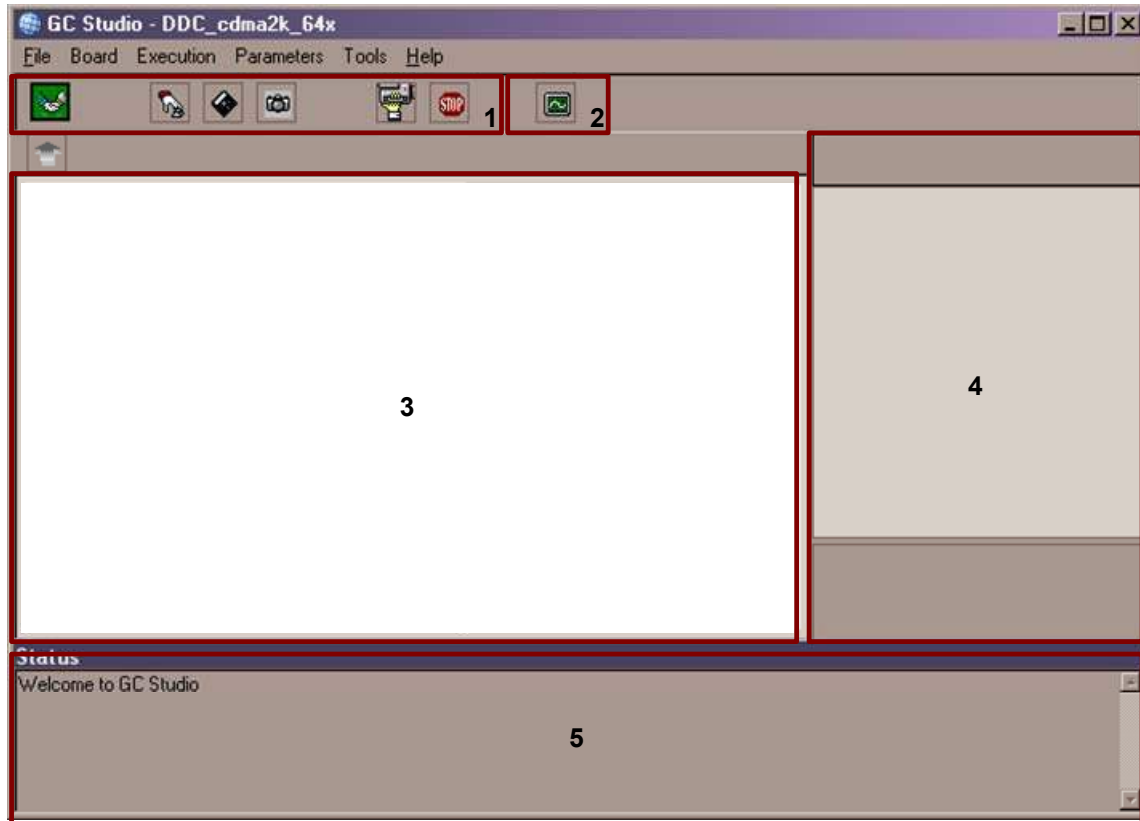 GC Studio - DDC_cdma2k_64x
File Board Execution Parameters Tools Help
STOP
1
2
3
4
Status
Welcome to GC Studio
5